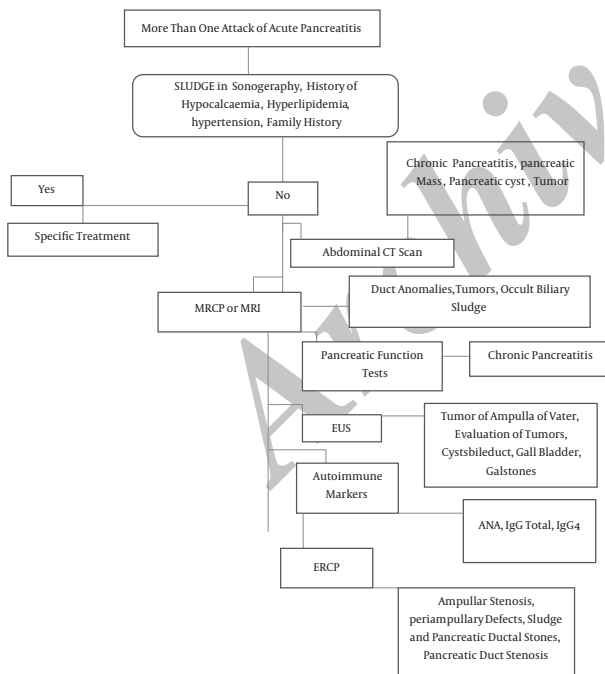 More Than One Attack of Acute Pancreatitis
SLUDGE in Sonogeraphy, History of
Hypocalcaemia, Hyperlipidemia,
hypertension, Family History
Chronic Pancreatitis, pancreatic
Mass, Pancreatic cyst, Tumor
Yes
No
Specific Treatment
Abdominal CT Scan
Duct Anomalies, Tumors, Occult Biliary
Sludge
MRCP or MRI
Pancreatic Function
Tests
Chronic Pancreatitis
Tumor of Ampulla of Vater,
Evaluation of Tumors,
Cystsbileduct, Gall Bladder,
Galstones
EUS
Autoimmune
Markers
ANA, IgG Total, IgG4
ERCP
Ampullar Stenosis,
periampullary Defects, Sludge
and Pancreatic Ductal Stones,
Pancreatic Duct Stenosis
Archiv